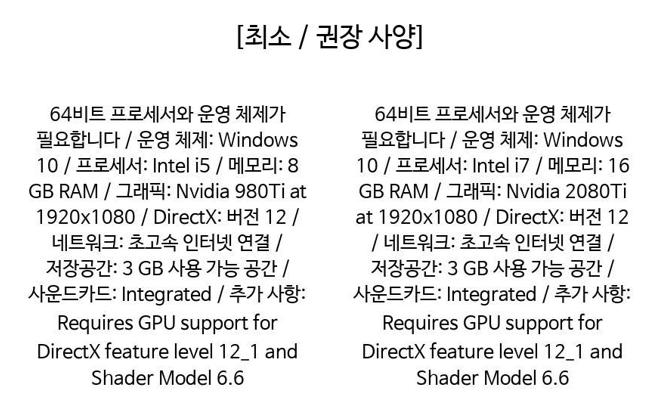 [최소 / 권장 사양]
64비트 프로세서와 운영 체제가
필요합니다 / 운영 체제: Windows
10 / 프로세서: Intel i5 / 메모리: 8
GB RAM / 그래픽: Nvidia 980Ti at
1920x1080 / DirectX: 버전 12 /
네트워크: 초고속 인터넷 연결 /
저장공간: 3 GB 사용 가능 공간 /
사운드카드: Integrated / 추가 사항:
Requires GPU support for
DirectX feature level 12_1 and
Shader Model 6.6
64비트 프로세서와 운영 체제가
필요합니다 / 운영 체제: Windows
10 / 프로세서: Intel i7 / 메모리: 16
GB RAM / 그래픽: Nvidia 2080Ti
at 1920x1080 / DirectX: 버전 12
/ 네트워크: 초고속 인터넷 연결 /
저장공간: 3 GB 사용 가능 공간 /
사운드카드: Integrated / 추가 사항:
Requires GPU support for
DirectX feature level 12_1 and
Shader Model 6.6